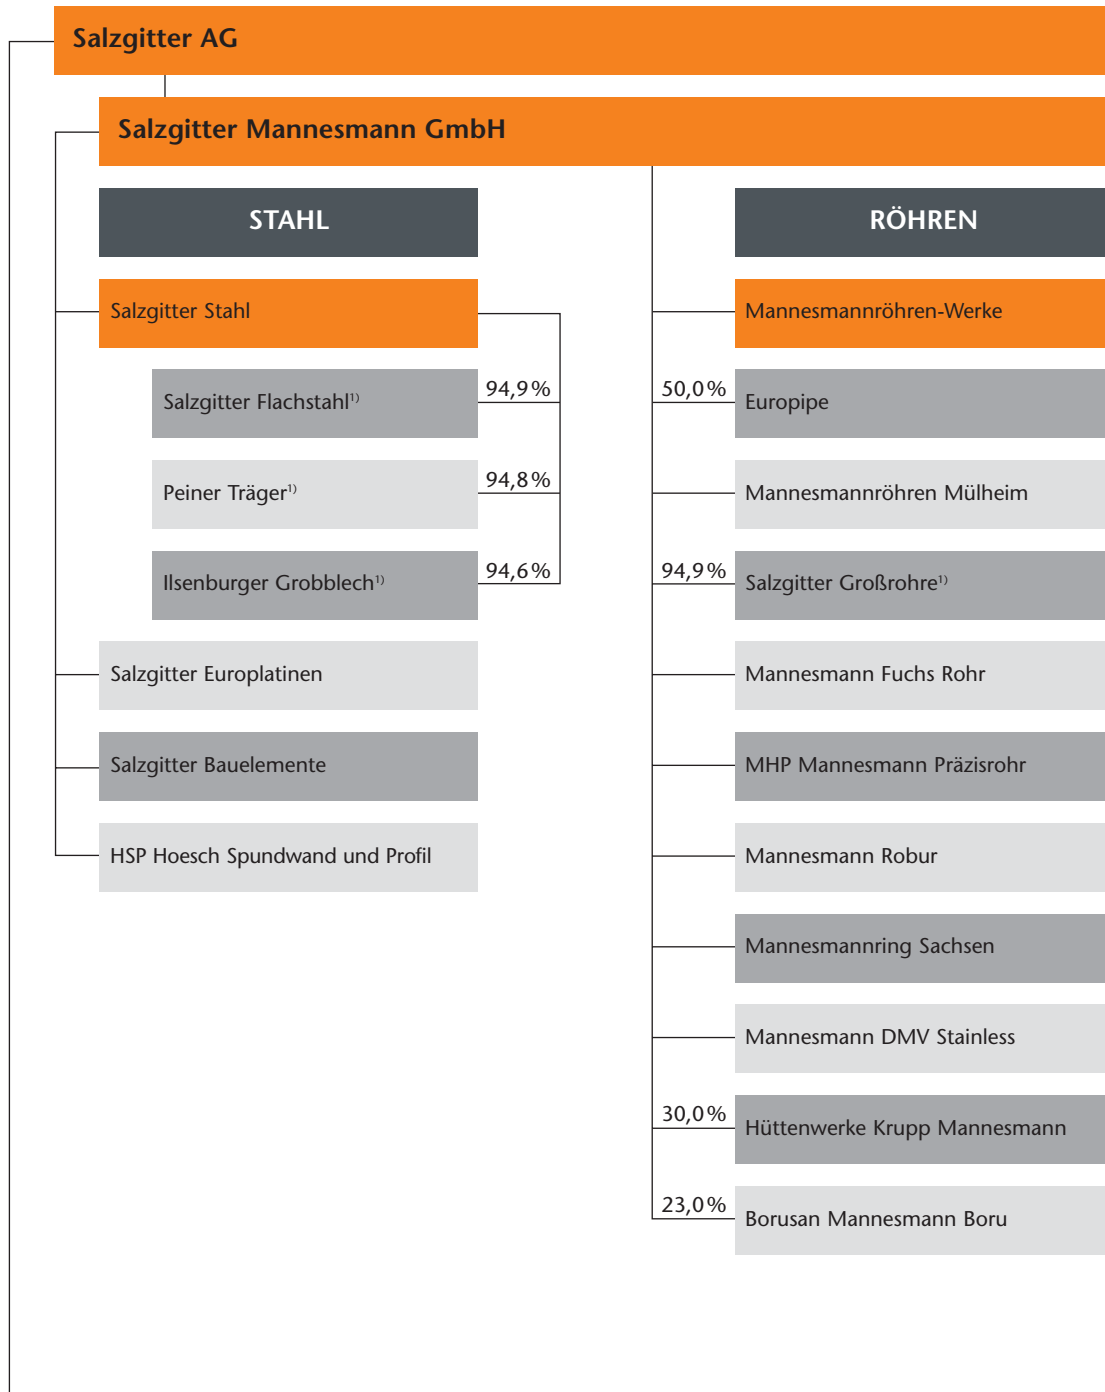 Salzgitter AG
Salzgitter Mannesmann GmbH
STAHL
Salzgitter Stahl
Salzgitter Flachstahl¹⁾
94,9%
Peiner Träger¹⁾
94,8%
Ilsenburger Grobblech¹⁾
94,6%
Salzgitter Europlatinen
Salzgitter Bauelemente
HSP Hoesch Spundwand und Profil
RÖHREN
Mannesmannröhren-Werke
50,0% Europipe
Mannesmannröhren Mülheim
94,9% Salzgitter Großrohre¹⁾
Mannesmann Fuchs Rohr
MHP Mannesmann Präzisrohr
Mannesmann Robur
Mannesmannring Sachsen
Mannesmann DMV Stainless
30,0% Hüttenwerke Krupp Mannesmann
23,0% Borusan Mannesmann Boru